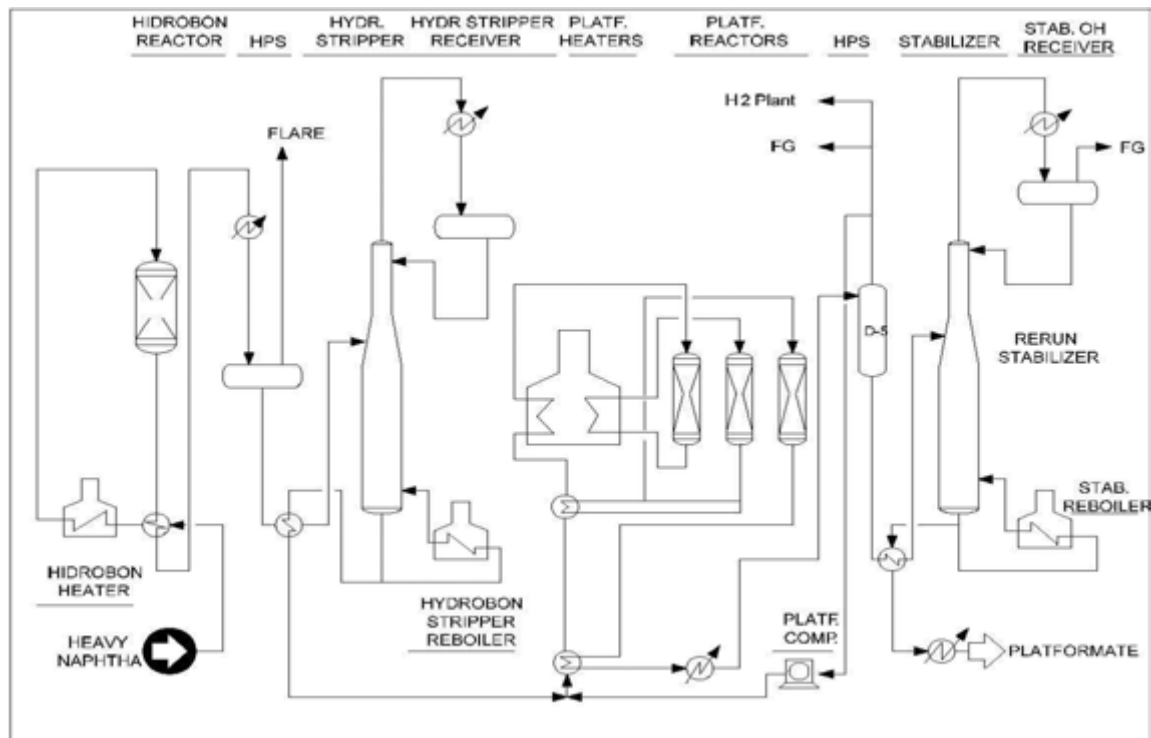 HIDROBON
REACTOR
HPS
HYDR.
STRIPPER
HYDR STRIPPER
RECEIVER
PLATF.
HEATERS
PLATF.
REACTORS
HPS
STABILIZER
STAB. OH
RECEIVER
H2 Plant
FG
FLARE
FG
D-5
RERUN
STABILIZER
STAB.
REBOILER
HIDROBON
HEATER
HYDROBON
STRIPPER
REBOILER
HEAVY
NAPHTHA
PLATF.
COMP.
PLATFORMATE